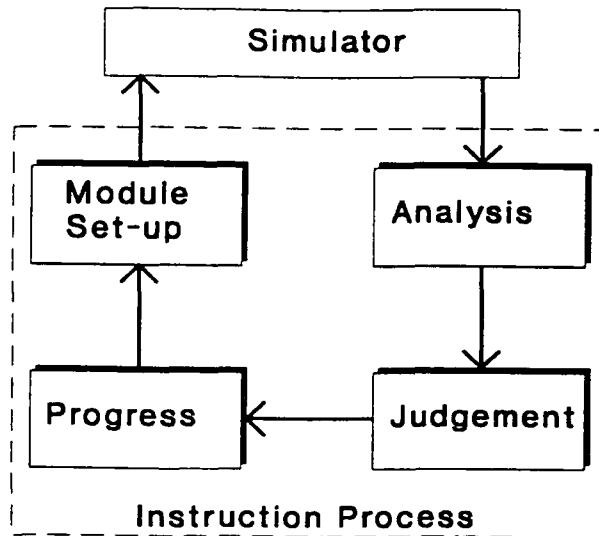 Simulator
Module
Set-up
Analysis
Progress
Judgement
Instruction Process